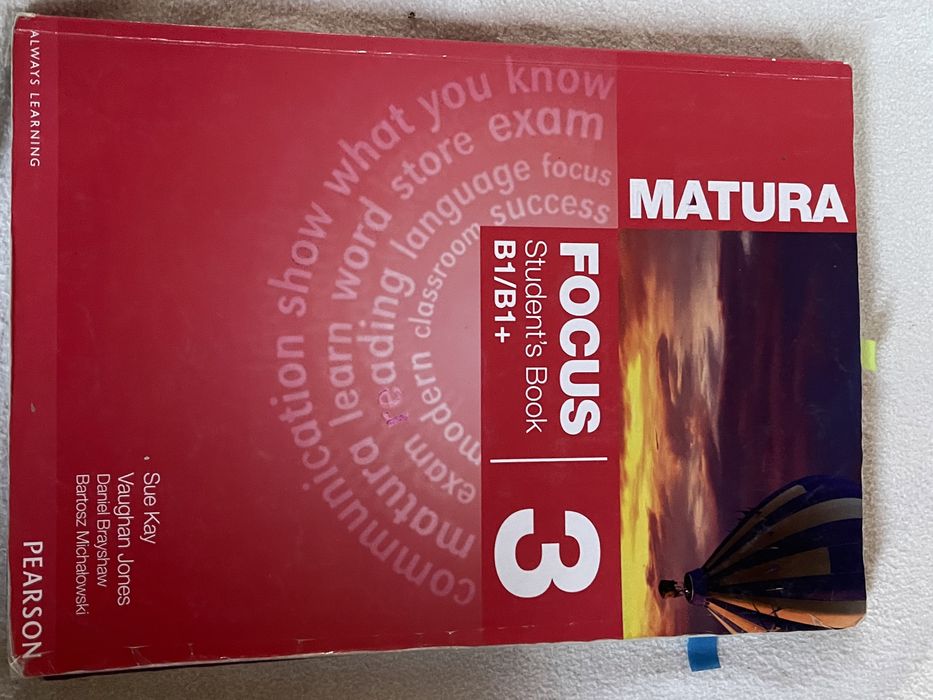 MATURA
FOCUS
Student's Book
B1/B1+
3
communication show what you know
matura learn word store exam
reading language focus
exam modern classroom success
Sue Kay
Vaughan Jones
Daniel Brayshaw
Bartosz Michałowski
ALWAYS LEARNING
PEARSON